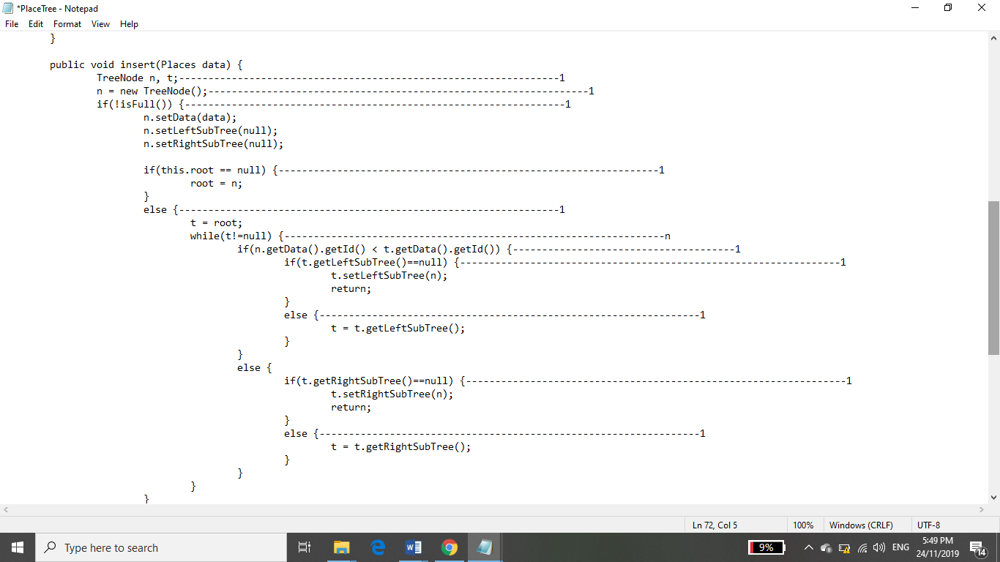 *PlaceTree - Notepad
File Edit Format View Help
}
public void insert(Places data) {
TreeNode n, t;-----------------------------------------------------------------1
n = new TreeNode();-----------------------------------------------------------------1
if(!isFull()) {-----------------------------------------------------------------1
n.setData(data);
n.setLeftSubTree(null);
n.setRightSubTree(null);
if(this.root == null) {-----------------------------------------------------------------1
root = n;
}
else {-----------------------------------------------------------------1
t = root;
while(t!=null) {-----------------------------------------------------------------n
if(n.getData().getId() < t.getData().getId()) {--------------------------------------1
if(t.getLeftSubTree()==null) {-----------------------------------------------------------------1
t.setLeftSubTree(n);
return;
}
else {-----------------------------------------------------------------1
t = t.getLeftSubTree();
}
}
else {
if(t.getRightSubTree()==null) {-----------------------------------------------------------------1
t.setRightSubTree(n);
return;
}
else {-----------------------------------------------------------------1
t = t.getRightSubTree();
}
}
}
}
Ln 72, Col 5 100% Windows (CRLF) UTF-8
Type here to search 9% ENG 5:49 PM
24/11/2019 14